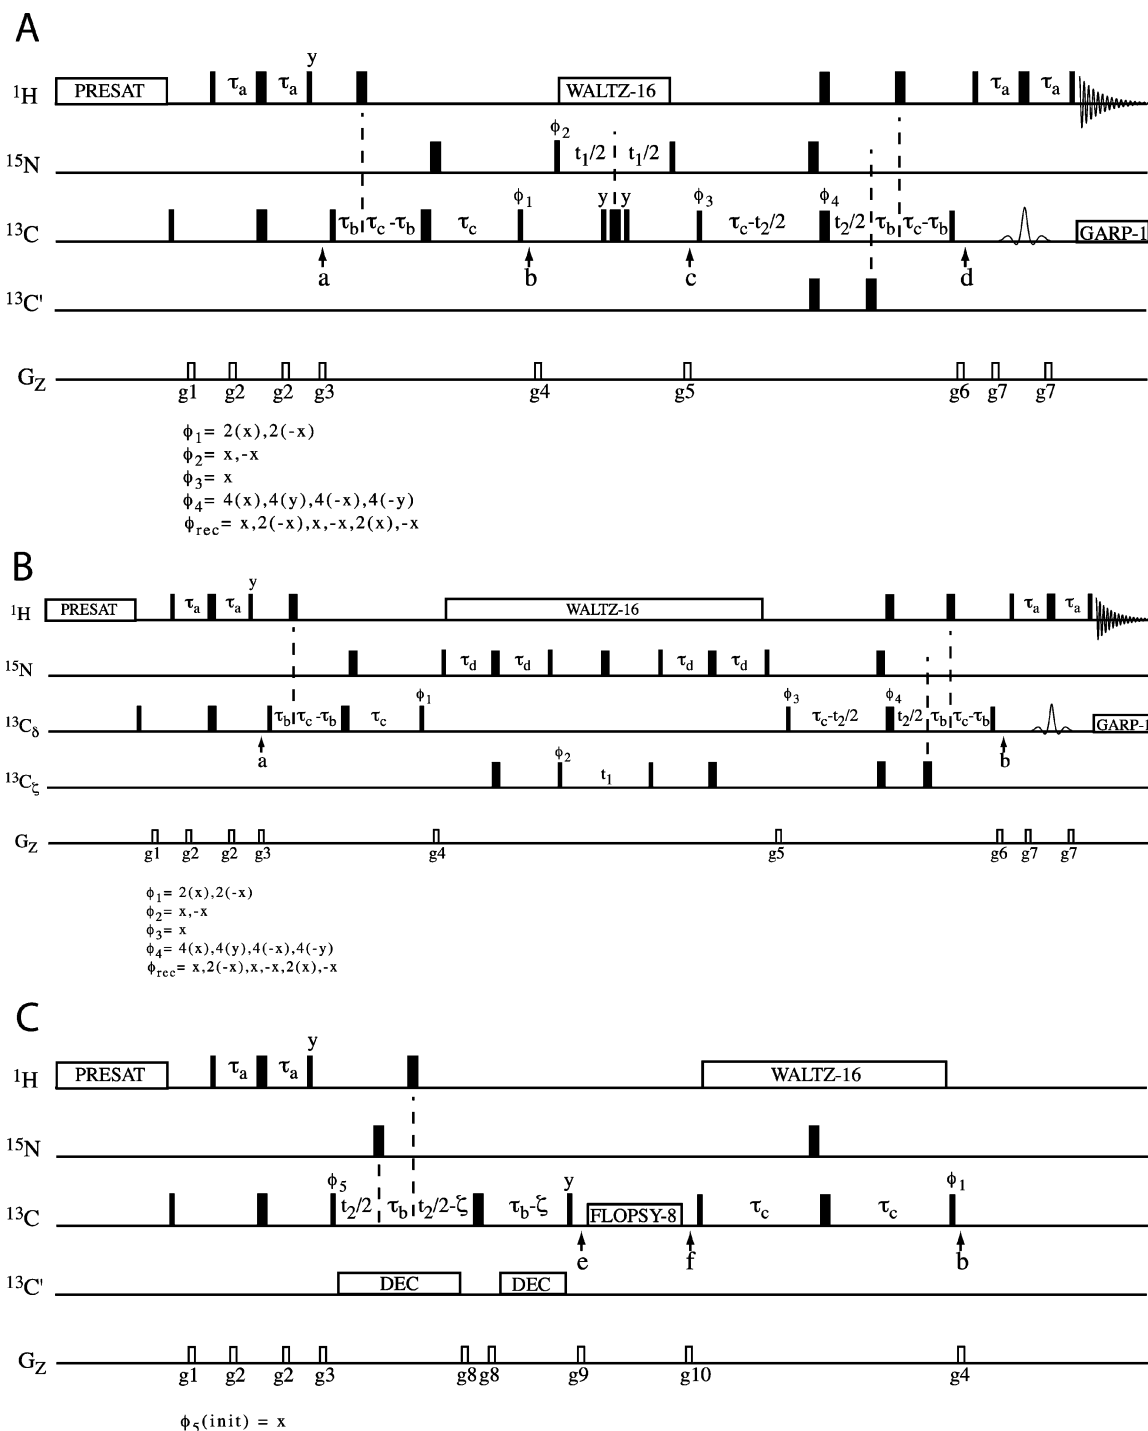 A
y
¹H PRESAT τa τa WALTZ-16 τa τa
¹⁵N ϕ2 t1/2 t1/2
¹³C τb τc-τb τc ϕ1 y y ϕ3 τc-t2/2 ϕ4 t2/2 τb τc-τb GARP-1
a b c d
¹³C'
GZ
g1 g2 g2 g3 g4 g5 g6 g7 g7
ϕ1= 2(x),2(-x)
ϕ2= x,-x
ϕ3= x
ϕ4= 4(x),4(y),4(-x),4(-y)
ϕrec= x,2(-x),x,-x,2(x),-x
B
y
¹H PRESAT τa τa WALTZ-16 τa τa
¹⁵N τd τd τd τd
¹³Cδ τb τc-τb τc ϕ1 ϕ3 τc-t2/2 ϕ4 t2/2 τb τc-τb GARP-1
a b
¹³Cζ ϕ2 t1
GZ
g1 g2 g2 g3 g4 g5 g6 g7 g7
ϕ1= 2(x),2(-x)
ϕ2= x,-x
ϕ3= x
ϕ4= 4(x),4(y),4(-x),4(-y)
ϕrec= x,2(-x),x,-x,2(x),-x
C
y
¹H PRESAT τa τa WALTZ-16
¹⁵N
¹³C ϕ5 t2/2 τb t2/2-ζ τb-ζ y FLOPSY-8 τc τc ϕ1
e f b
¹³C' DEC DEC
GZ
g1 g2 g2 g3 g8 g8 g9 g10 g4
ϕ5(init) = x